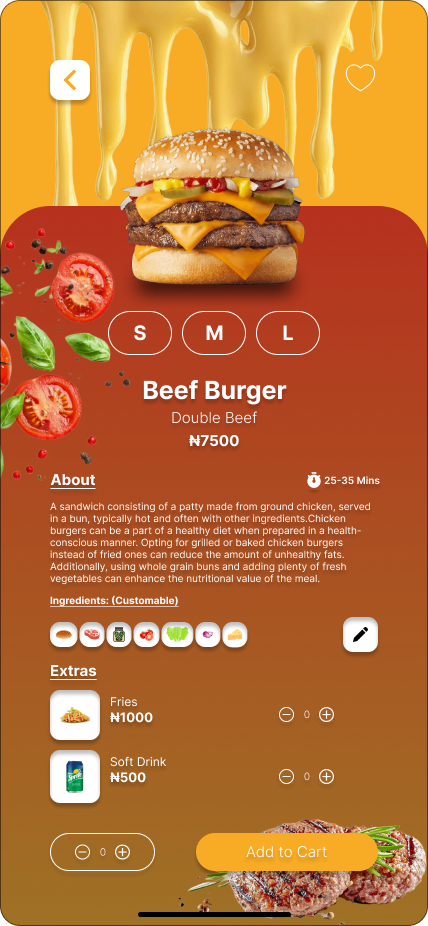 S M L
Beef Burger
Double Beef
₦7500
About
25-35 Mins
A sandwich consisting of a patty made from ground chicken, served
in a bun, typically hot and often with other ingredients.Chicken
burgers can be a part of a healthy diet when prepared in a health-
conscious manner. Opting for grilled or baked chicken burgers
instead of fried ones can reduce the amount of unhealthy fats.
Additionally, using whole grain buns and adding plenty of fresh
vegetables can enhance the nutritional value of the meal.
Ingredients: (Customable)
Extras
Fries
₦1000
0
Soft Drink
₦500
0
Sprite
0
Add to Cart